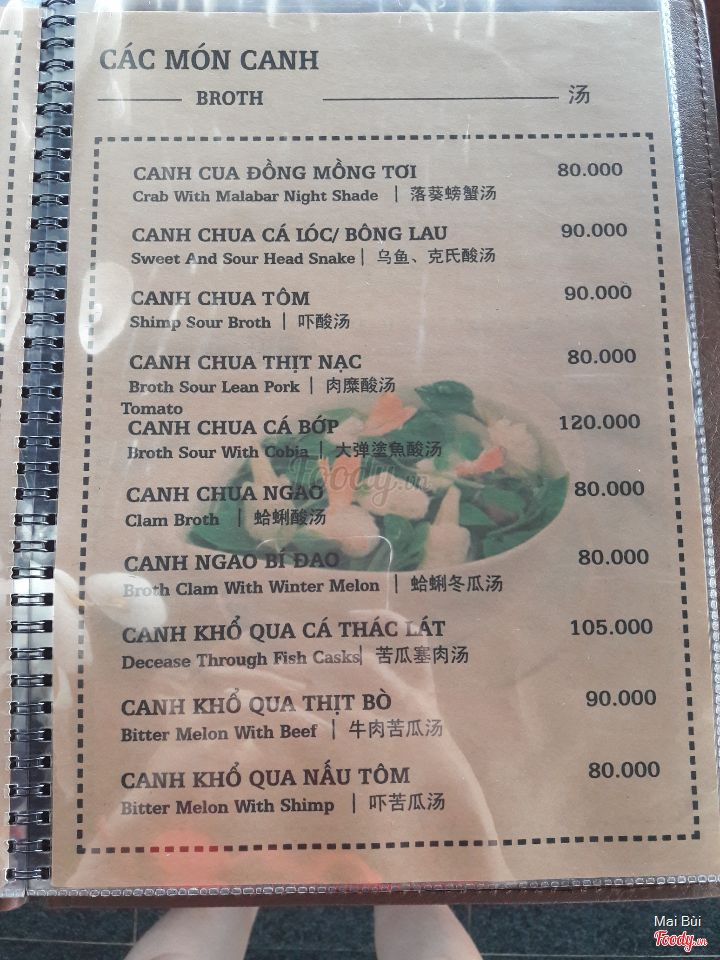 CÁC MÓN CANH
BROTH 汤
CANH CUA ĐỒNG MỒNG TƠI 80.000
Crab With Malabar Night Shade | 落葵螃蟹汤
CANH CHUA CÁ LÓC/ BÔNG LAU 90.000
Sweet And Sour Head Snake | 乌鱼、克氏酸汤
CANH CHUA TÔM 90.000
Shimp Sour Broth | 吓酸汤
CANH CHUA THỊT NẠC 80.000
Broth Sour Lean Pork | 肉糜酸汤
Tomato
CANH CHUA CÁ BỚP 120.000
Broth Sour With Cobia | 大弹塗魚酸汤
CANH CHUA NGAO 80.000
Clam Broth | 蛤蜊酸汤
CANH NGAO BÍ ĐAO 80.000
Broth Clam With Winter Melon | 蛤蜊冬瓜汤
CANH KHỔ QUA CÁ THÁC LÁT 105.000
Decease Through Fish Casks| 苦瓜塞肉汤
CANH KHỔ QUA THỊT BÒ 90.000
Bitter Melon With Beef | 牛肉苦瓜汤
CANH KHỔ QUA NẤU TÔM 80.000
Bitter Melon With Shimp | 吓苦瓜汤
Foody.vn
Mai Bùi
Foody.vn